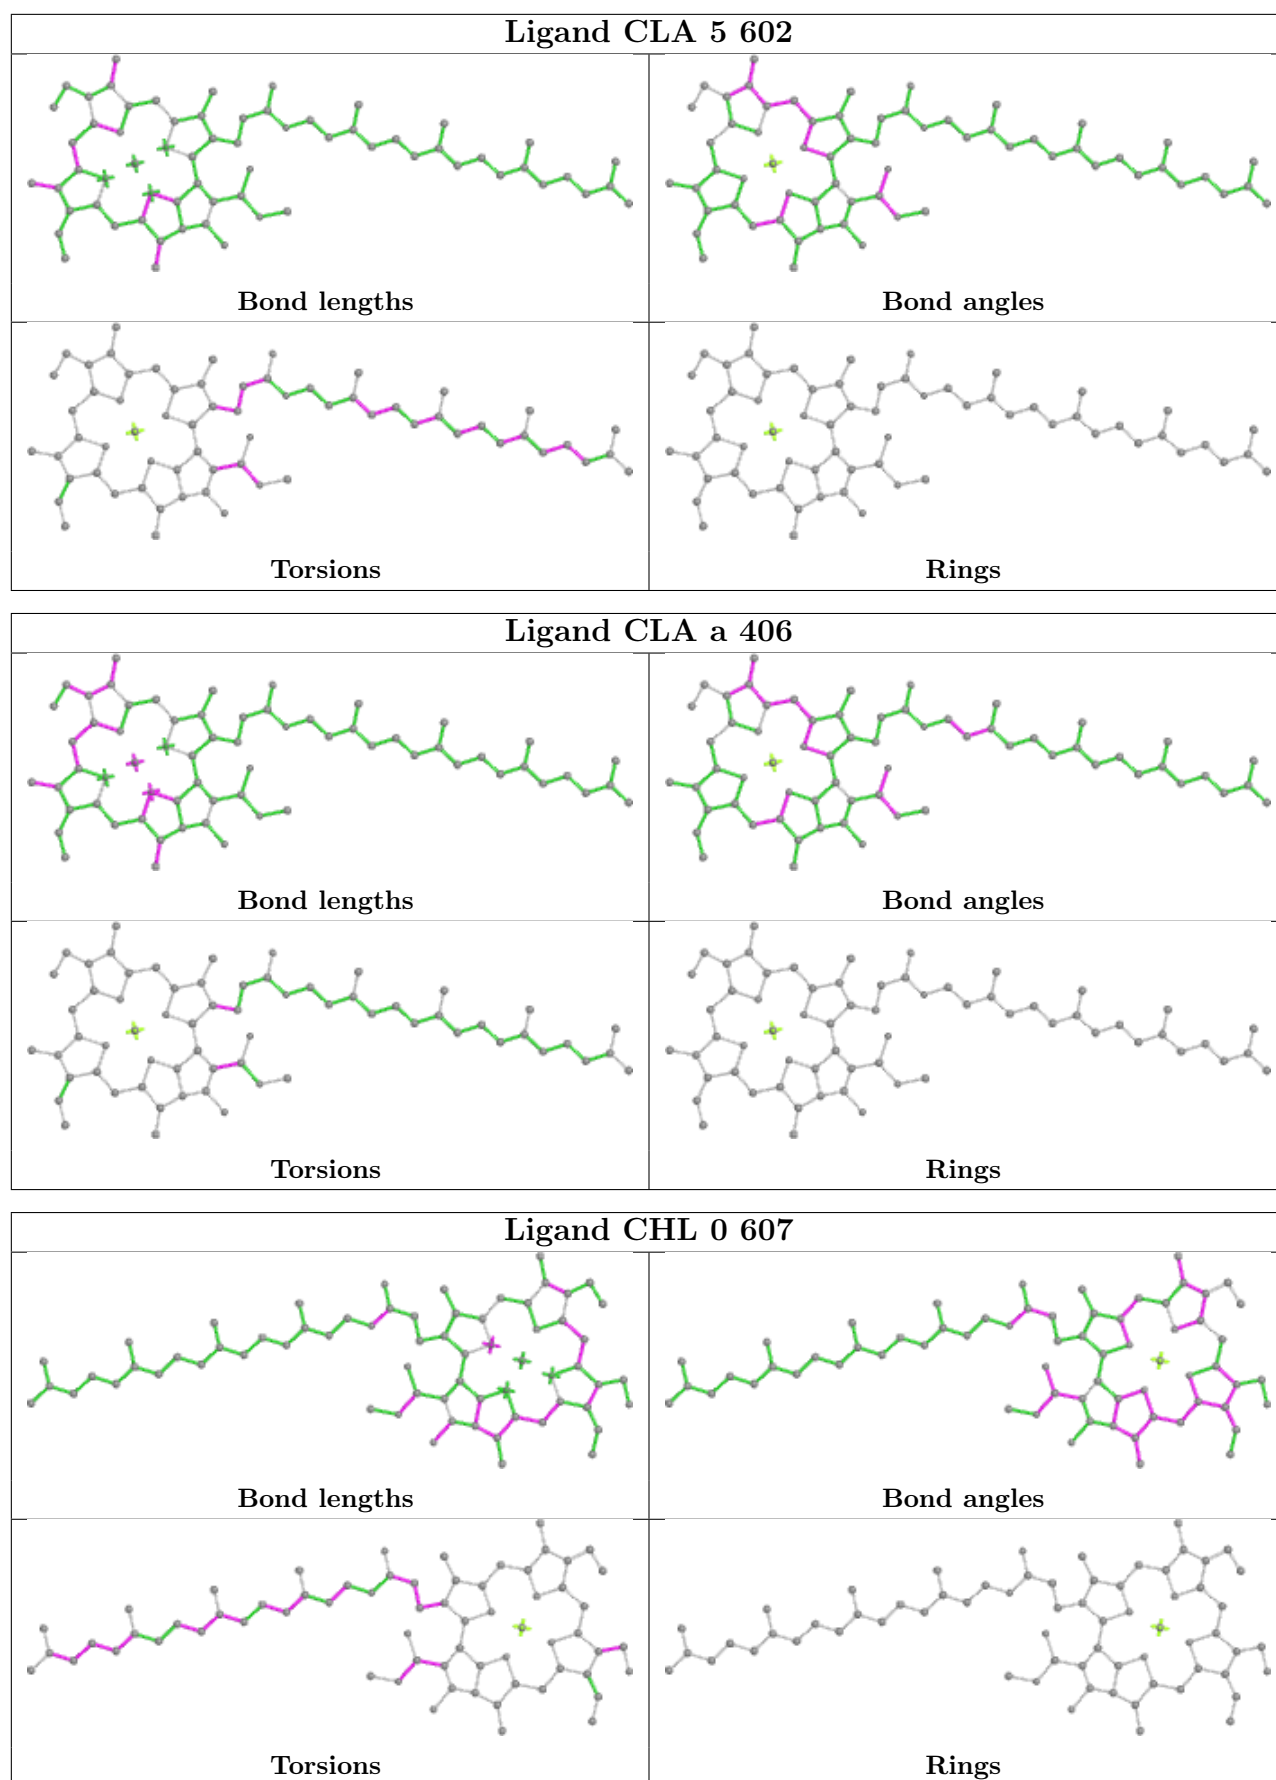 Ligand CLA 5 602
Bond lengths
Bond angles
Torsions
Rings
Ligand CLA a 406
Bond lengths
Bond angles
Torsions
Rings
Ligand CHL 0 607
Bond lengths
Bond angles
Torsions
Rings